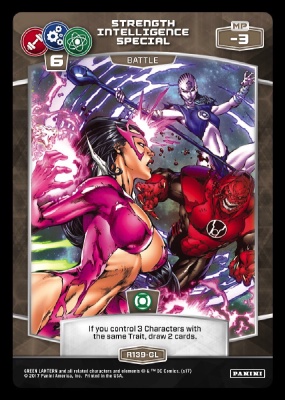 STRENGTH
INTELLIGENCE
SPECIAL
MP
-3
6
BATTLE
If you control 3 Characters with
the same Trait, draw 2 cards.
A139-GL
GREEN LANTERN and all related characters and elements © & ™ DC Comics. (s17)
© 2017 Panini America, Inc. Printed in the USA.
PANINI